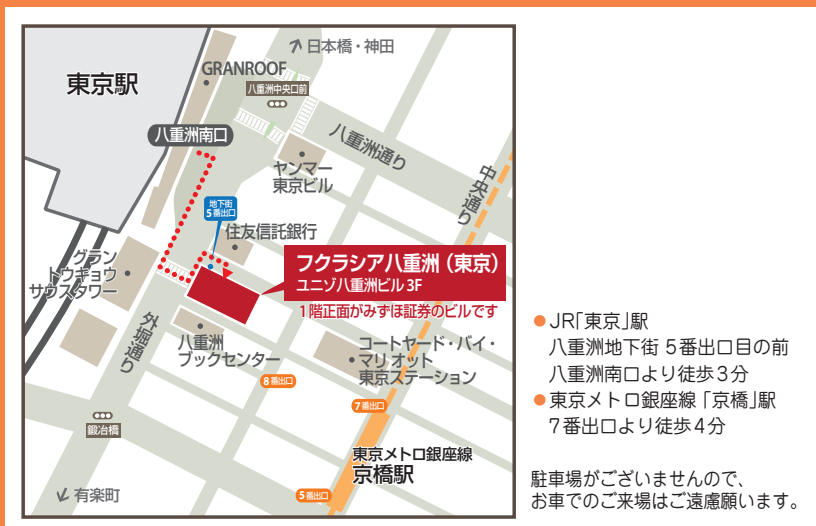 日本橋・神田
GRANROOF
東京駅
八重洲中央口前
八重洲南口
八重洲通り
中央通り
ヤンマー
東京ビル
地下街
5番出口
住友信託銀行
グラン
トウキョウ
サウスタワー
フクラシア八重洲（東京）
ユニゾ八重洲ビル 3F
1階正面がみずほ証券のビルです
外堀通り
八重洲
ブックセンター
コートヤード・バイ・
マリオット
東京ステーション
8番出口
7番出口
鍛冶橋
東京メトロ銀座線
京橋駅
有楽町
5番出口
●JR「東京」駅
八重洲地下街 5番出口目の前
八重洲南口より徒歩3分
●東京メトロ銀座線「京橋」駅
7番出口より徒歩4分
駐車場がございませんので、
お車でのご来場はご遠慮願います。